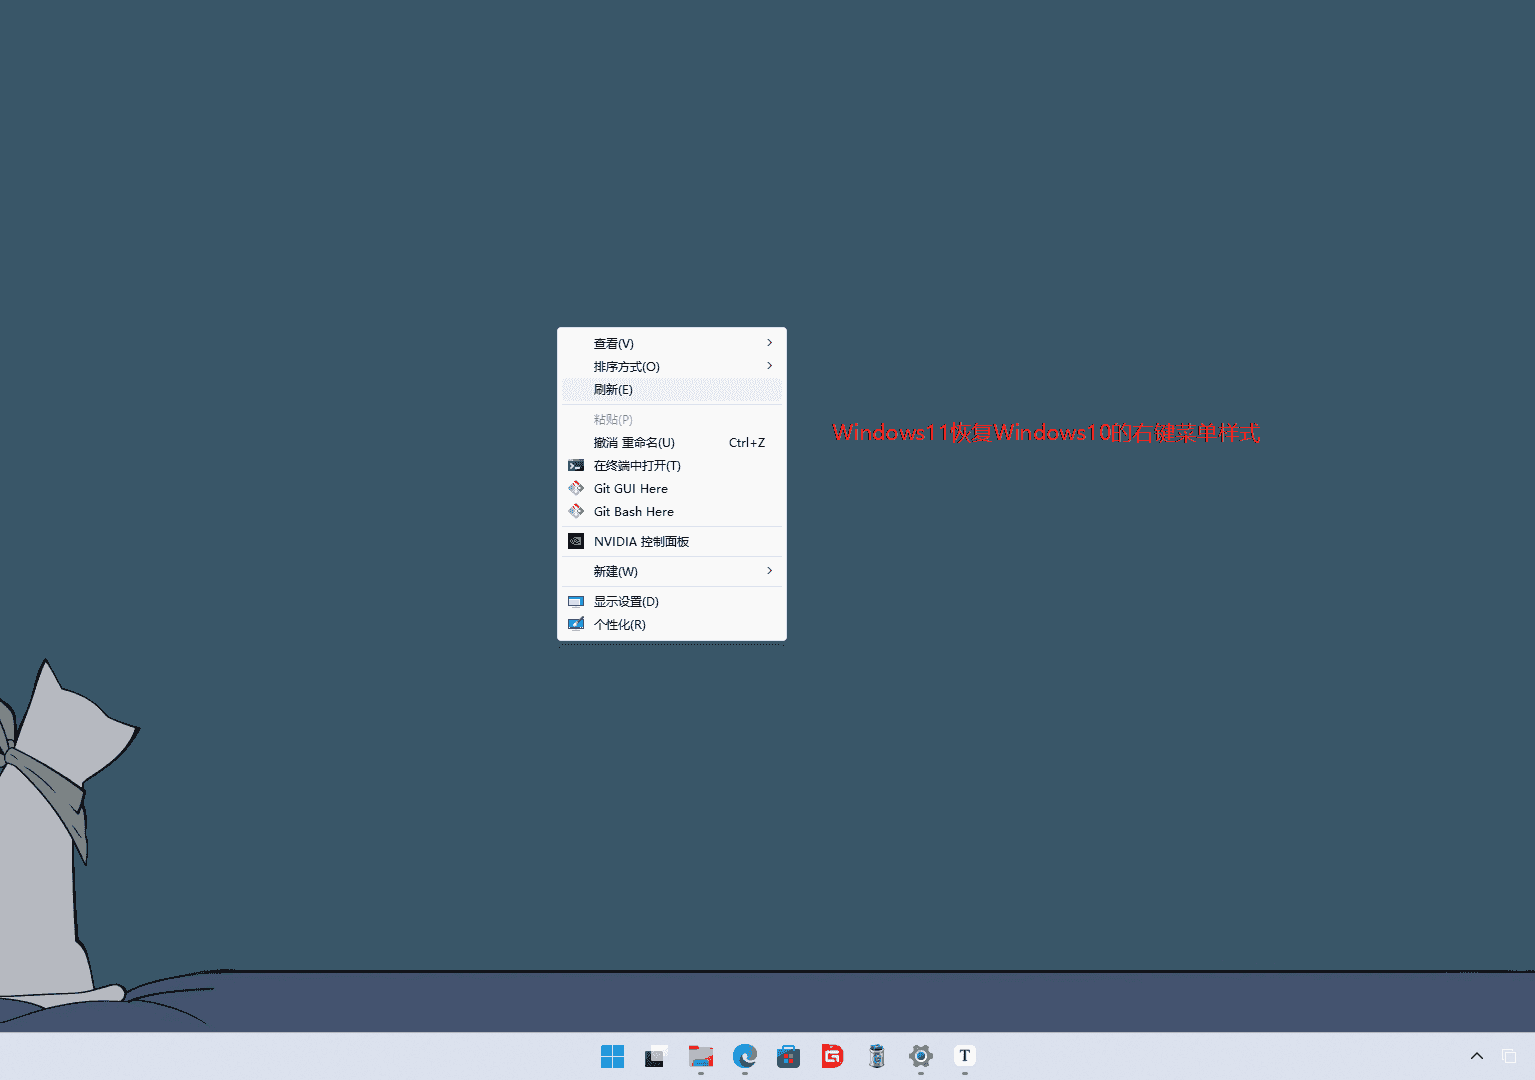 查看(V)
排序方式(O)
刷新(E)
粘贴(P)
撤消 重命名(U) Ctrl+Z
在终端中打开(T)
Git GUI Here
Git Bash Here
NVIDIA 控制面板
新建(W)
显示设置(D)
个性化(R)
Windows11恢复Windows10的右键菜单样式
T